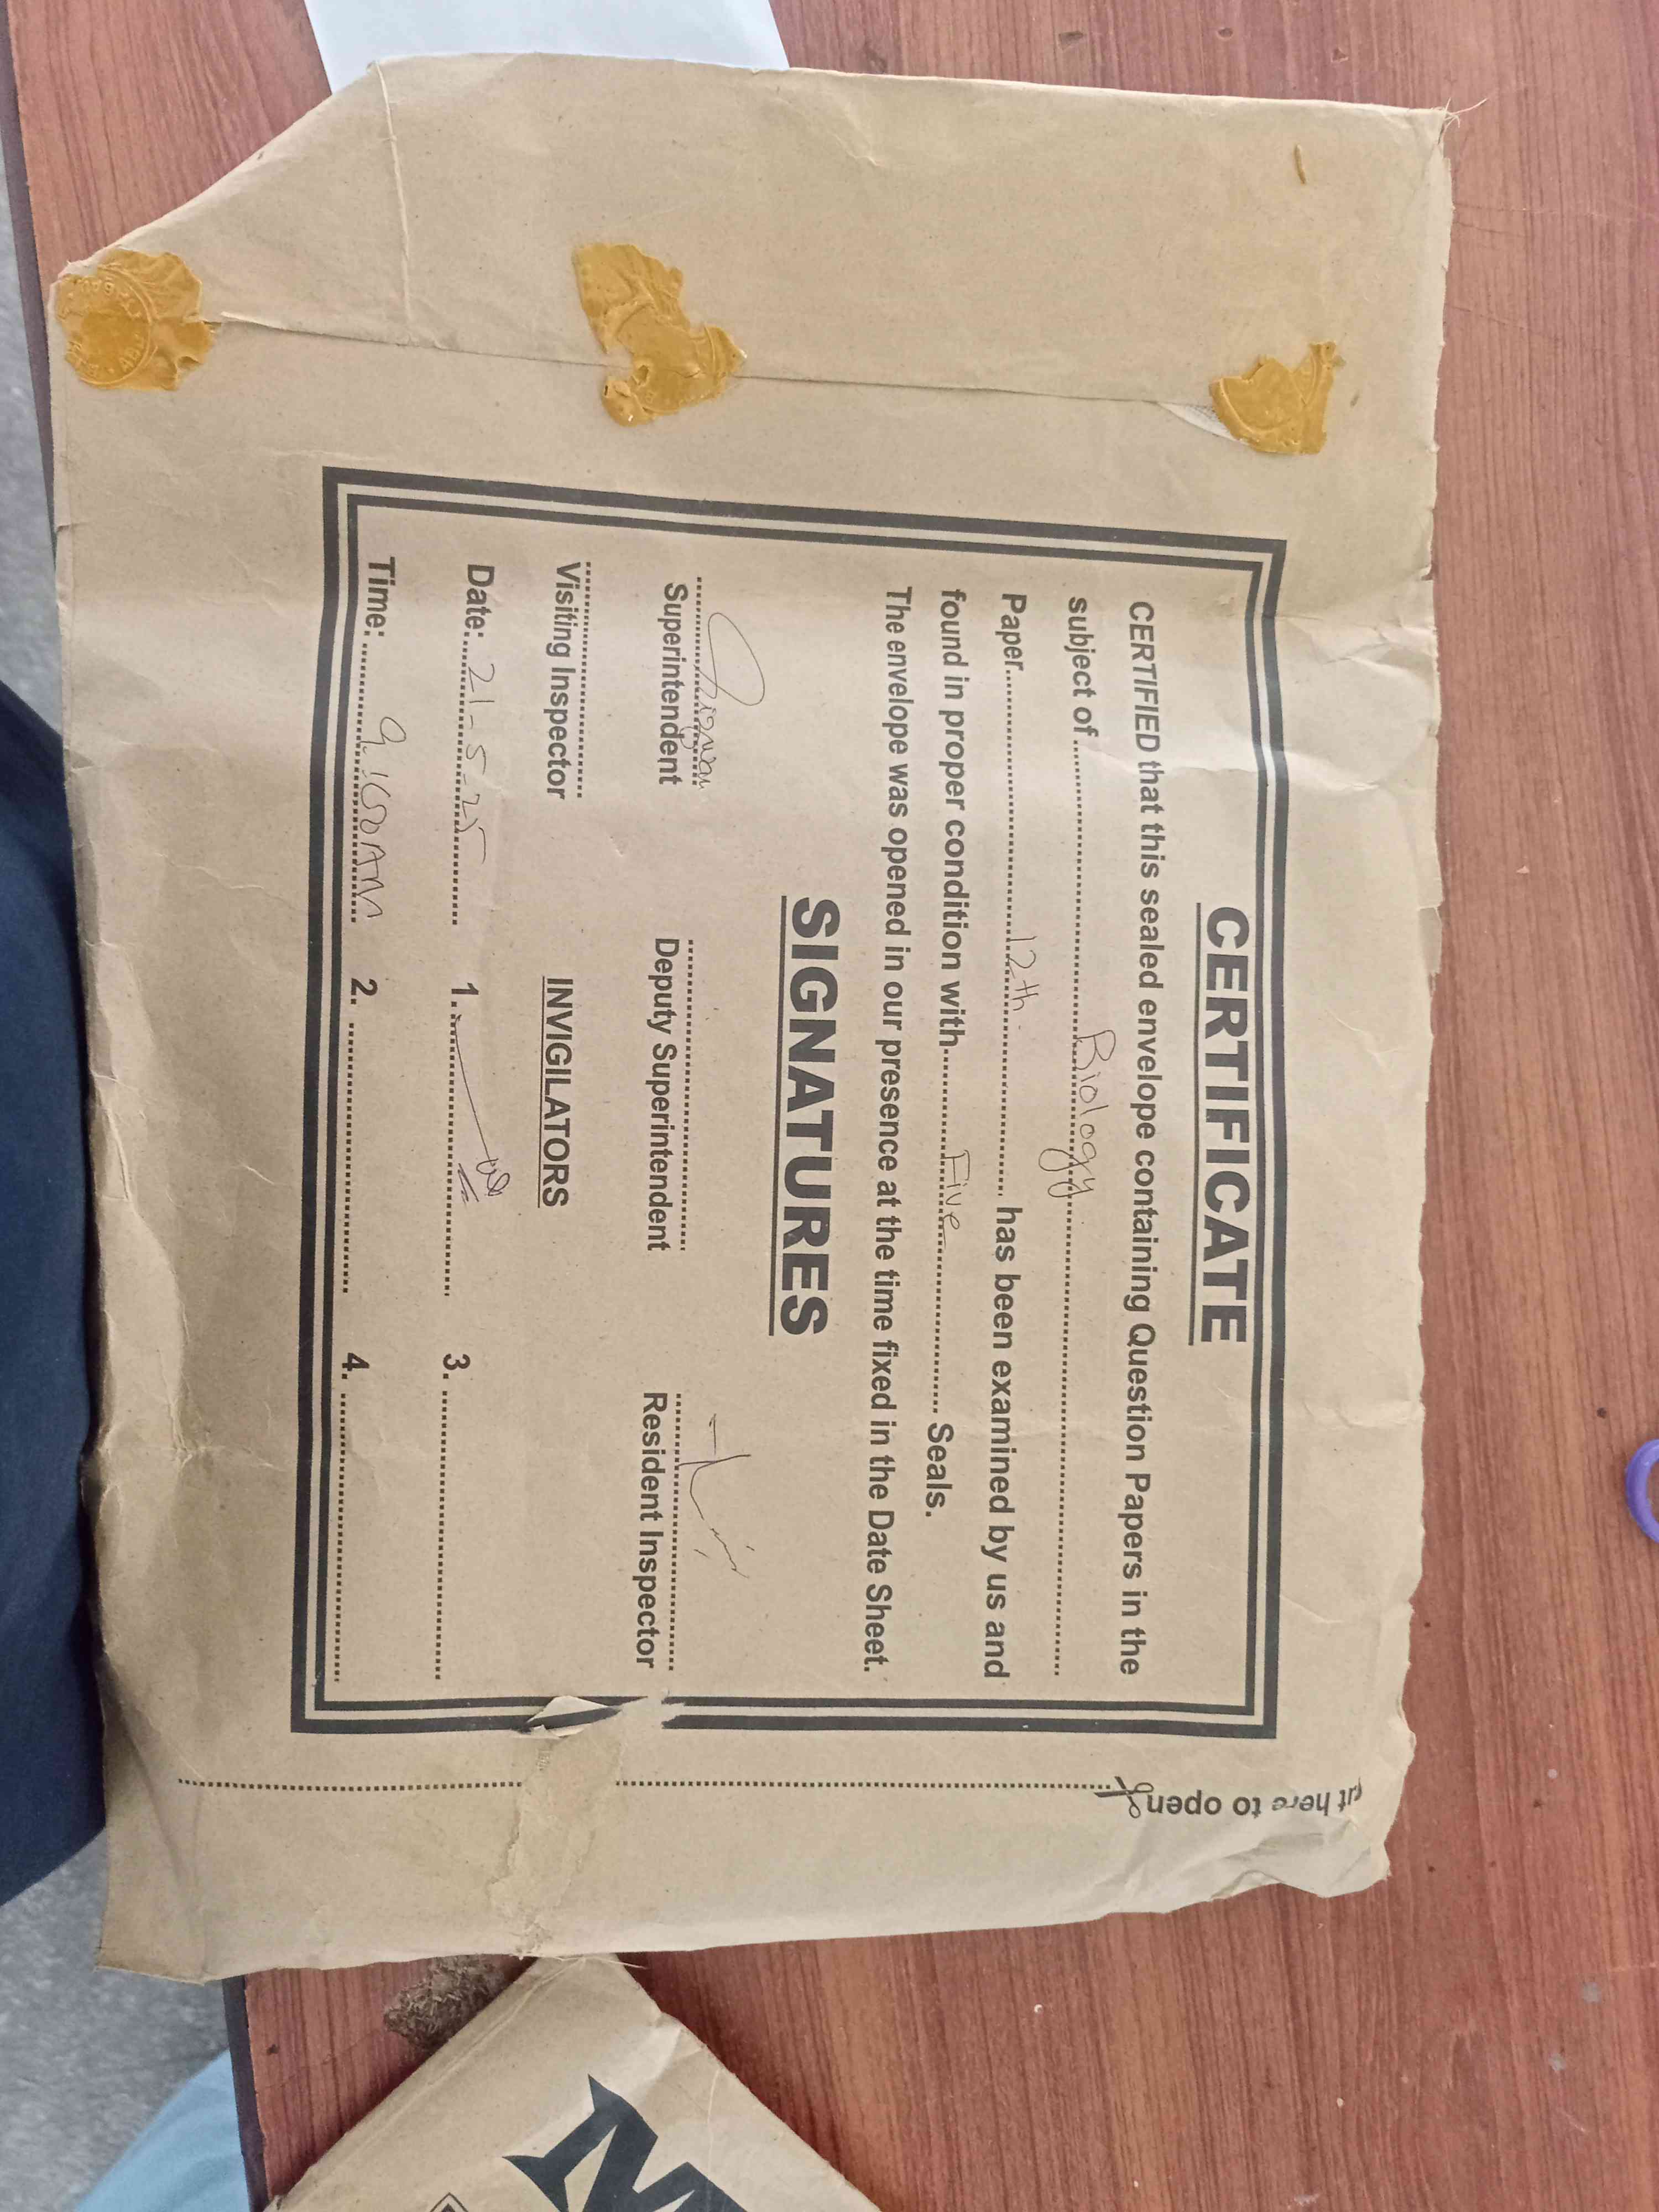 CERTIFICATE
CERTIFIED that this sealed envelope containing Question Papers in the
subject of Biology
Paper 12th has been examined by us and
found in proper condition with Five Seals.
The envelope was opened in our presence at the time fixed in the Date Sheet.
SIGNATURES
Superintendent Deputy Superintendent Resident Inspector
Visiting Inspector INVIGILATORS
Date: 21-5-25 1. 3.
Time: 2. 4.
ut here to open
M